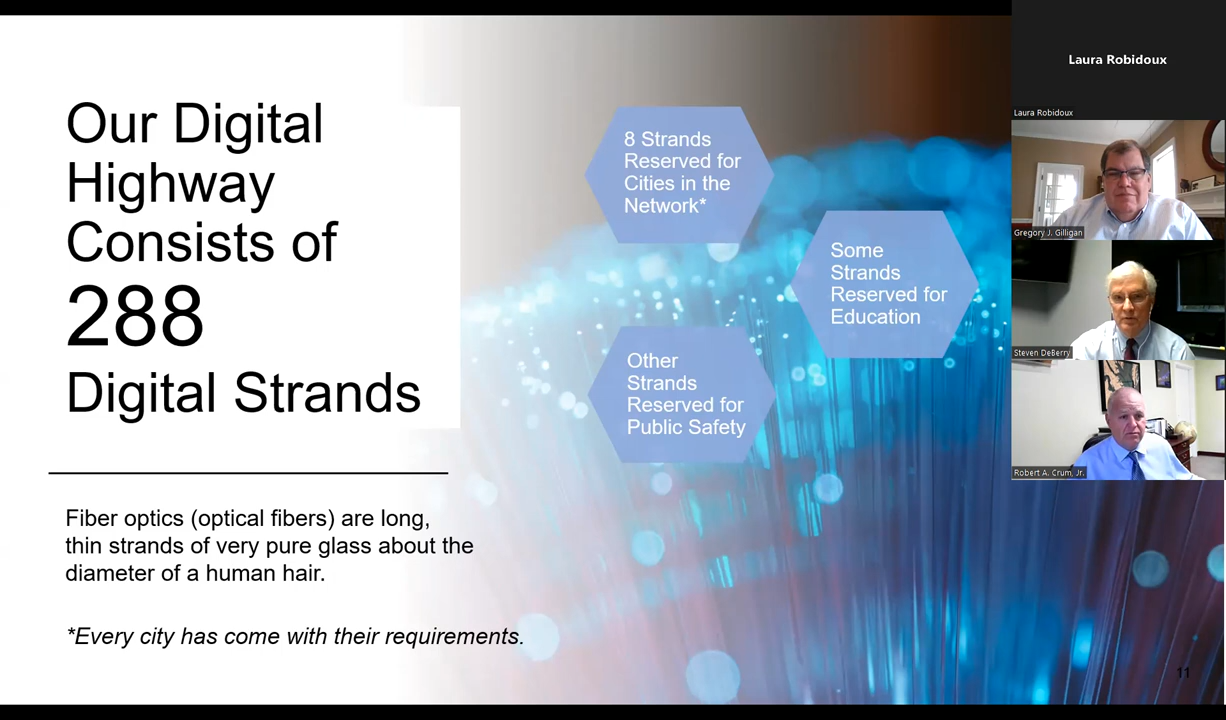 Our Digital
Highway
Consists of
288
Digital Strands
Fiber optics (optical fibers) are long,
thin strands of very pure glass about the
diameter of a human hair.
*Every city has come with their requirements.
8 Strands
Reserved for
Cities in the
Network*
Some
Strands
Reserved for
Education
Other
Strands
Reserved for
Public Safety
11
Laura Robidoux
Laura Robidoux
Gregory J. Gilligan
Steven DeBerry
Robert A. Crum, Jr.